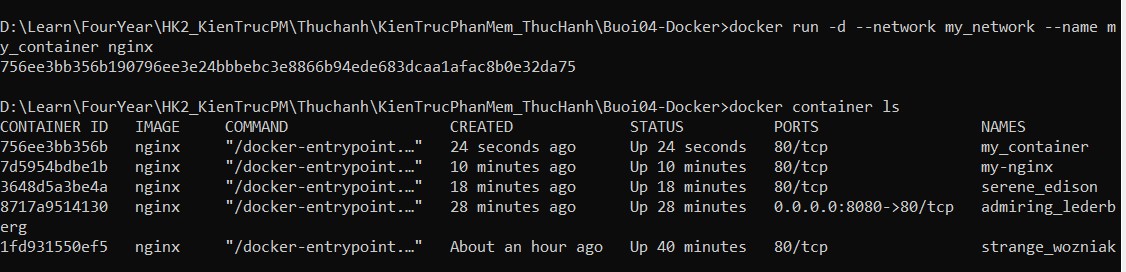 D:\Learn\FourYear\HK2_KienTrucPM\Thuchanh\KienTrucPhanMem_ThucHanh\Buoi04-Docker>docker run -d --network my_network --name m
y_container nginx
756ee3bb356b190796ee3e24bbbebc3e8866b94ede683dcaa1afac8b0e32da75
D:\Learn\FourYear\HK2_KienTrucPM\Thuchanh\KienTrucPhanMem_ThucHanh\Buoi04-Docker>docker container ls
CONTAINER ID   IMAGE     COMMAND                  CREATED             STATUS          PORTS                  NAMES
756ee3bb356b   nginx     "/docker-entrypoint.…"   24 seconds ago      Up 24 seconds   80/tcp                 my_container
7d5954bdbe1b   nginx     "/docker-entrypoint.…"   10 minutes ago      Up 10 minutes   80/tcp                 my-nginx
3648d5a3be4a   nginx     "/docker-entrypoint.…"   18 minutes ago      Up 18 minutes   80/tcp                 serene_edison
8717a9514130   nginx     "/docker-entrypoint.…"   28 minutes ago      Up 28 minutes   0.0.0.0:8080->80/tcp   admiring_lederb
erg
1fd931550ef5   nginx     "/docker-entrypoint.…"   About an hour ago   Up 40 minutes   80/tcp                 strange_wozniak